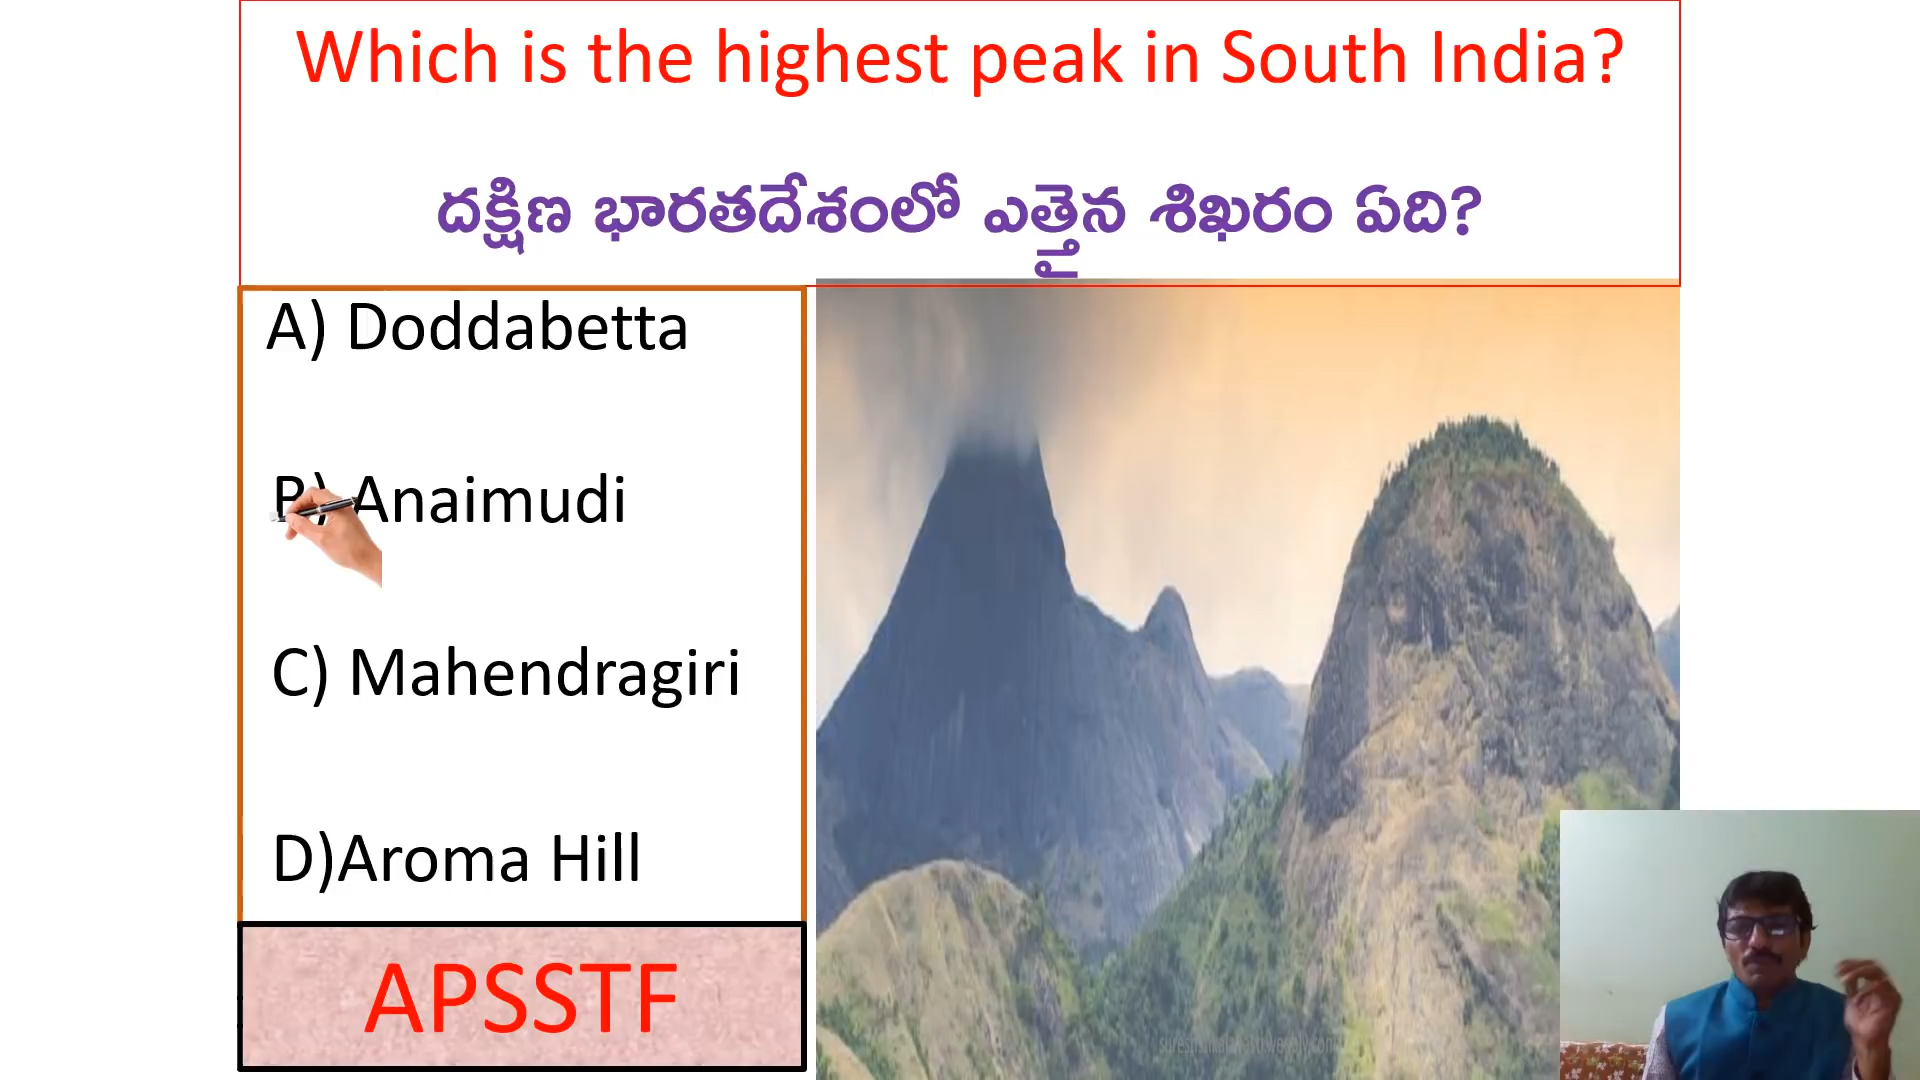 Which is the highest peak in South India?
దక్షిణ భారతదేశంలో ఎత్తైన శిఖరం ఏది?
A) Doddabetta
B) Anaimudi
C) Mahendragiri
D)Aroma Hill
APSSTF